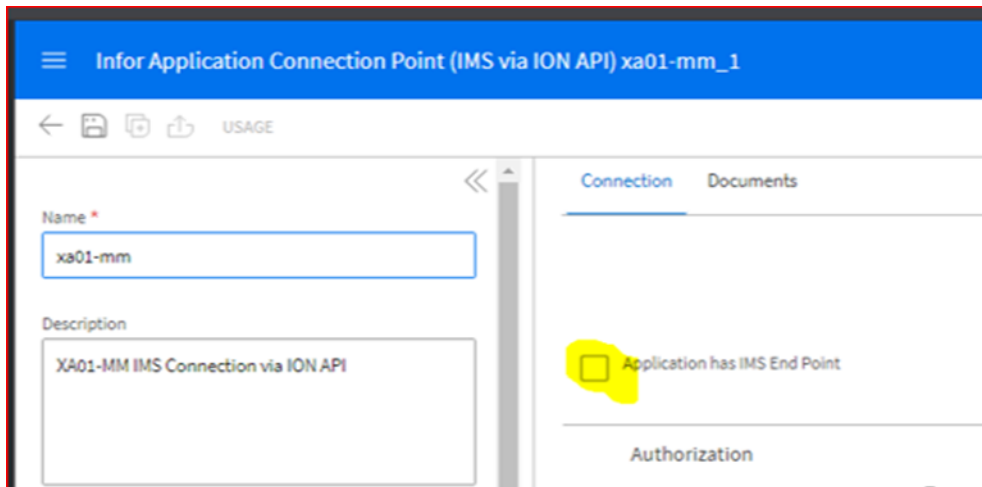 Infor Application Connection Point (IMS via ION API) xa01-mm_1
USAGE
Name *
xa01-mm
Description
XA01-MM IMS Connection via ION API
Connection Documents
Application has IMS End Point
Authorization